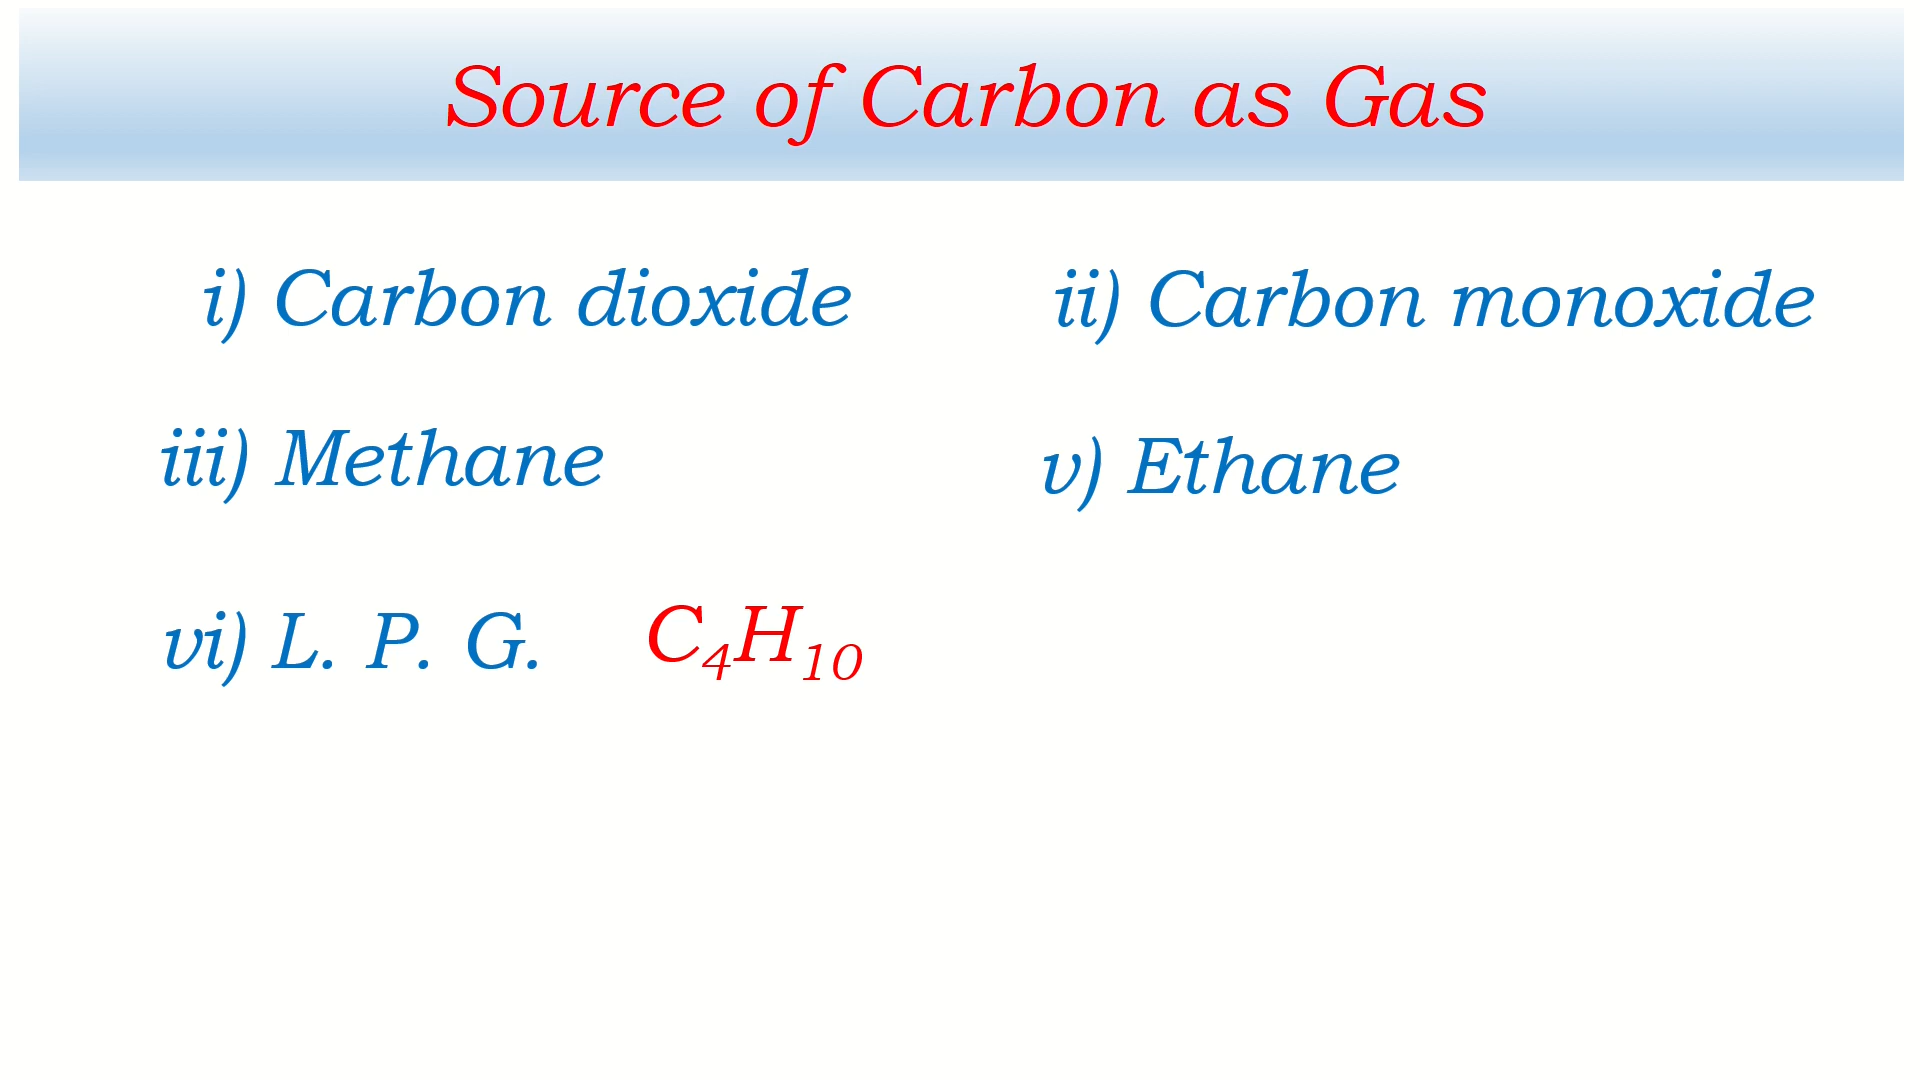 Source of Carbon as Gas
i) Carbon dioxide
ii) Carbon monoxide
iii) Methane
v) Ethane
vi) L. P. G. C₄H₁₀